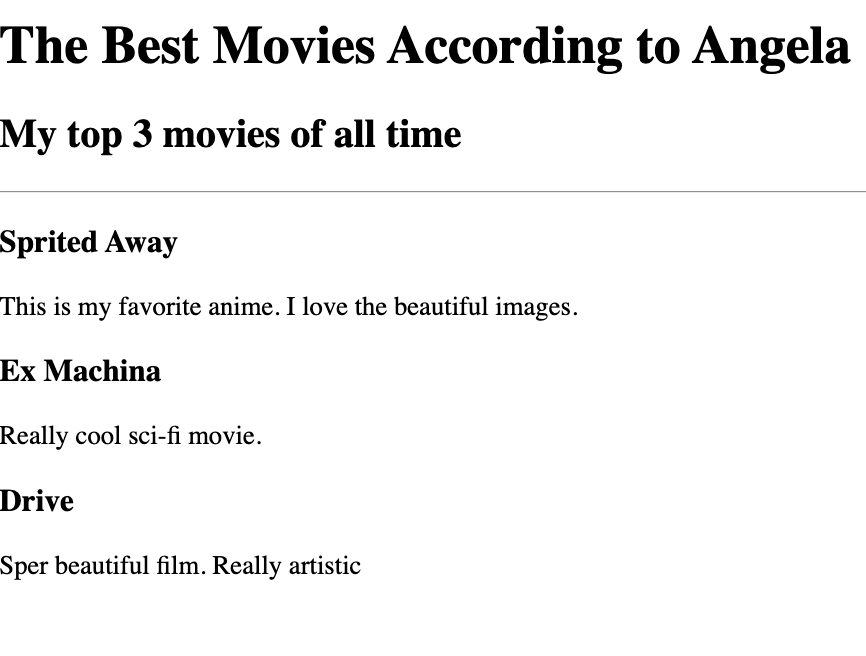 The Best Movies According to Angela
My top 3 movies of all time
Sprited Away
This is my favorite anime. I love the beautiful images.
Ex Machina
Really cool sci-fi movie.
Drive
Sper beautiful film. Really artistic